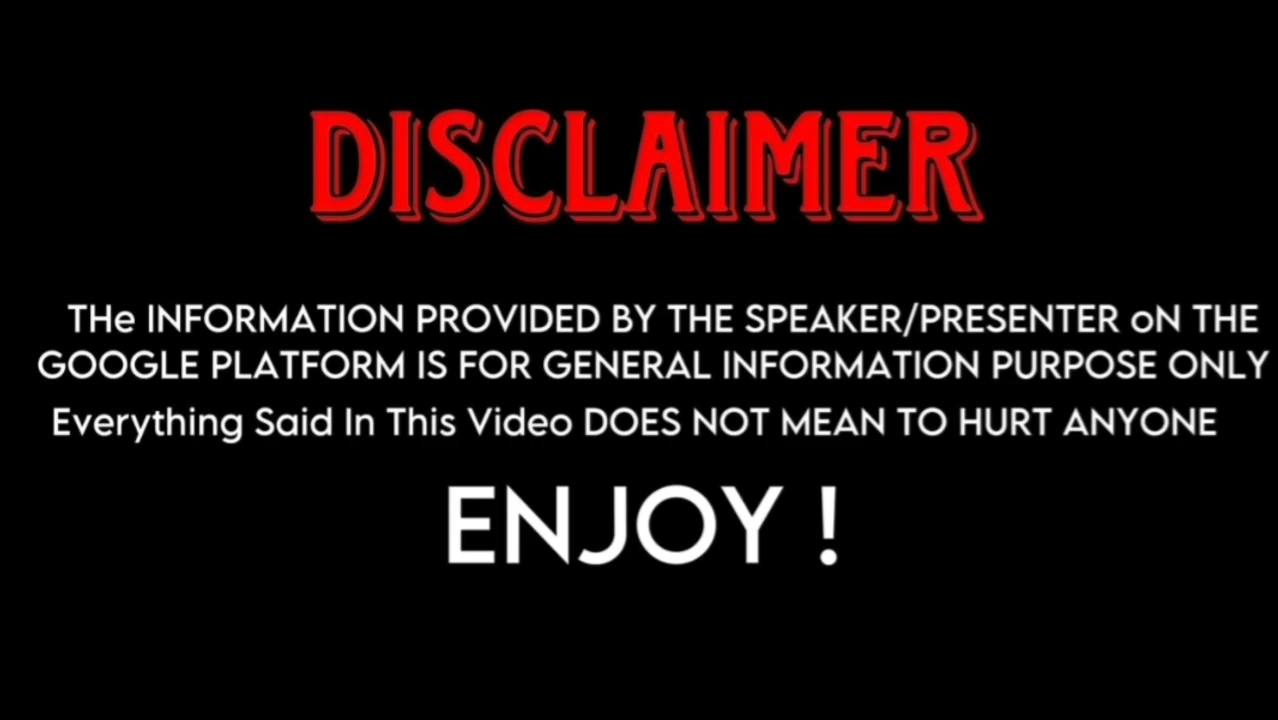 DISCLAIMER
THe INFORMATION PROVIDED BY THE SPEAKER/PRESENTER oN THE
GOOGLE PLATFORM IS FOR GENERAL INFORMATION PURPOSE ONLY
Everything Said In This Video DOES NOT MEAN TO HURT ANYONE
ENJOY !